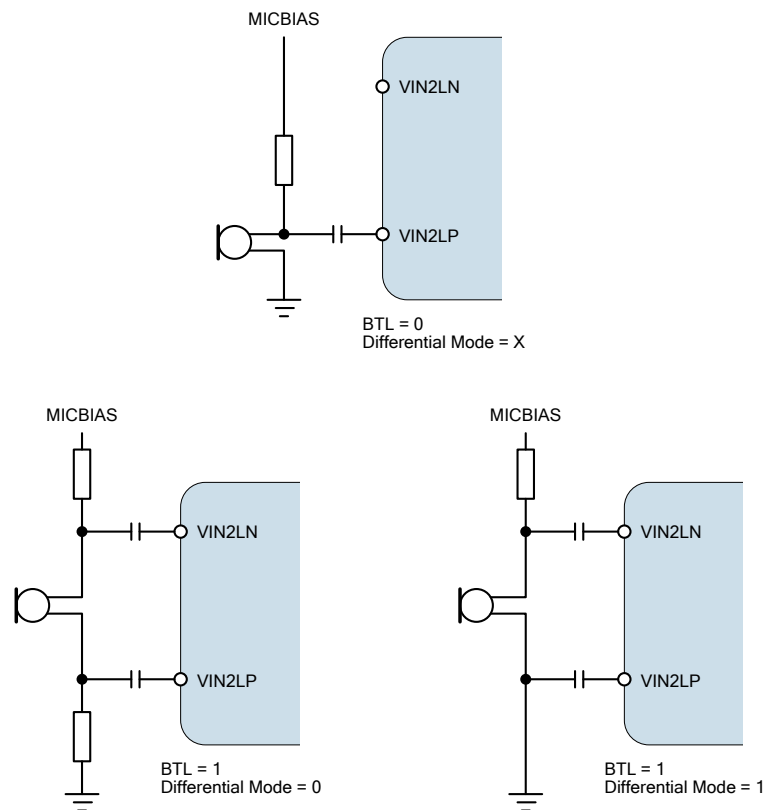 MICBIAS
VIN2LN
VIN2LP
BTL = 0
Differential Mode = X
MICBIAS
VIN2LN
VIN2LP
BTL = 1
Differential Mode = 0
MICBIAS
VIN2LN
VIN2LP
BTL = 1
Differential Mode = 1